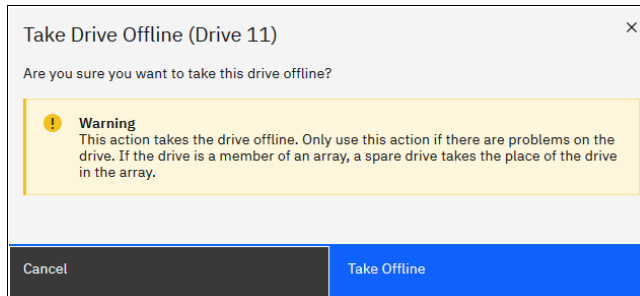 Take Drive Offline (Drive 11)
Are you sure you want to take this drive offline?
Warning
This action takes the drive offline. Only use this action if there are problems on the
drive. If the drive is a member of an array, a spare drive takes the place of the drive
in the array.
Cancel
Take Offline